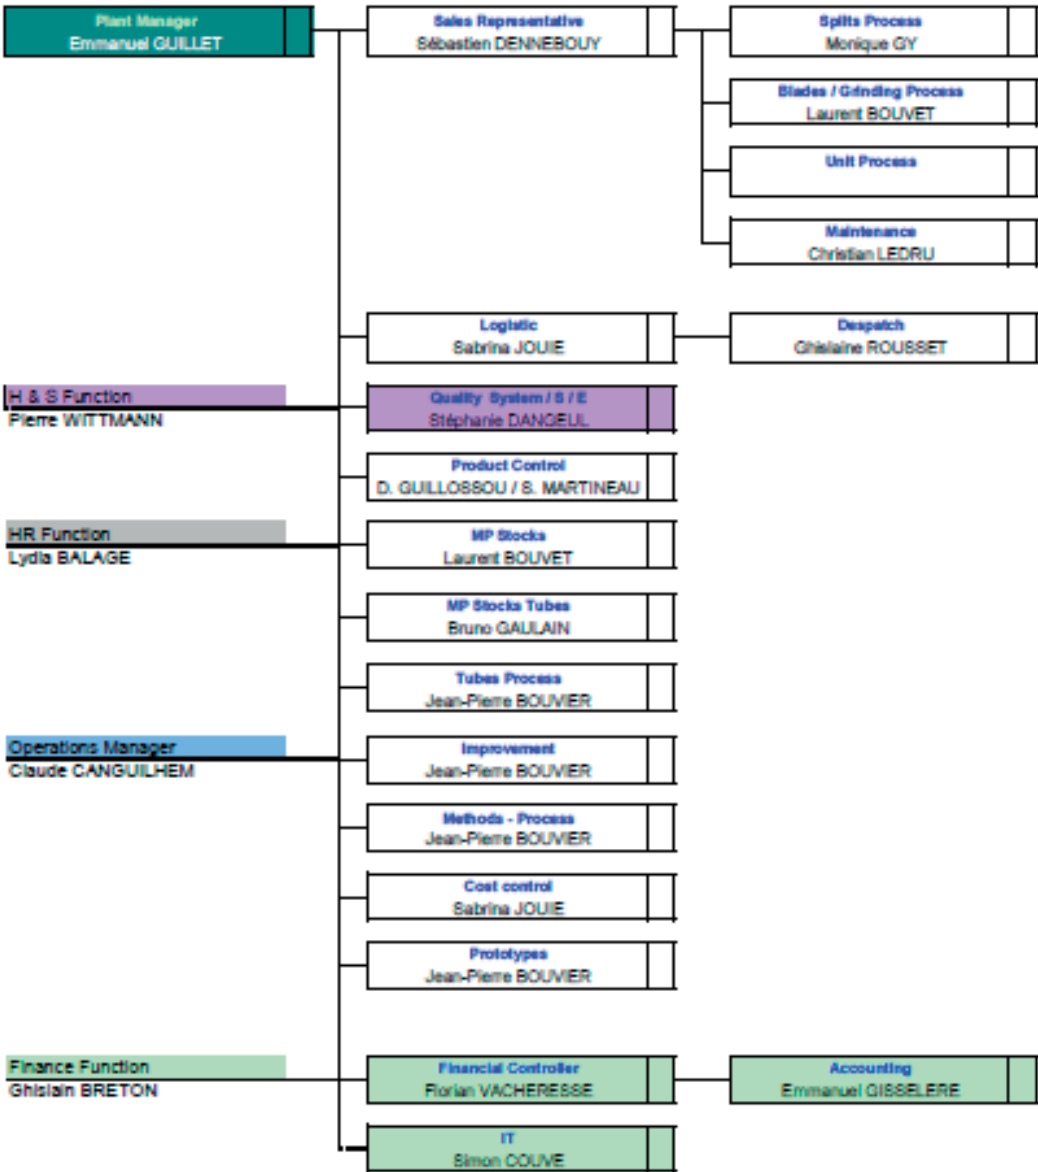 Plant Manager
Emmanuel GUILLET
Sales Representative
Sébastien DENNEBOUY
Splits Process
Monique GY
Blades / Grinding Process
Laurent BOUVET
Unit Process
Maintenance
Christian LEDRU
Logistic
Sabrina JOUIE
Despatch
Ghislaine ROUSSET
H & S Function
Pierre WITTMANN
Quality System / S / E
Stéphanie DANGEUL
Product Control
D. GUILLOSSOU / S. MARTINEAU
HR Function
Lydia BALAGE
MP Stocks
Laurent BOUVET
MP Stocks Tubes
Bruno GAULAIN
Tubes Process
Jean-Pierre BOUVIER
Operations Manager
Claude CANGUILHEM
Improvement
Jean-Pierre BOUVIER
Methods - Process
Jean-Pierre BOUVIER
Cost control
Sabrina JOUIE
Prototypes
Jean-Pierre BOUVIER
Finance Function
Ghislain BRETON
Financial Controller
Florian VACHERESSE
Accounting
Emmanuel GISSELERE
IT
Simon COUVE